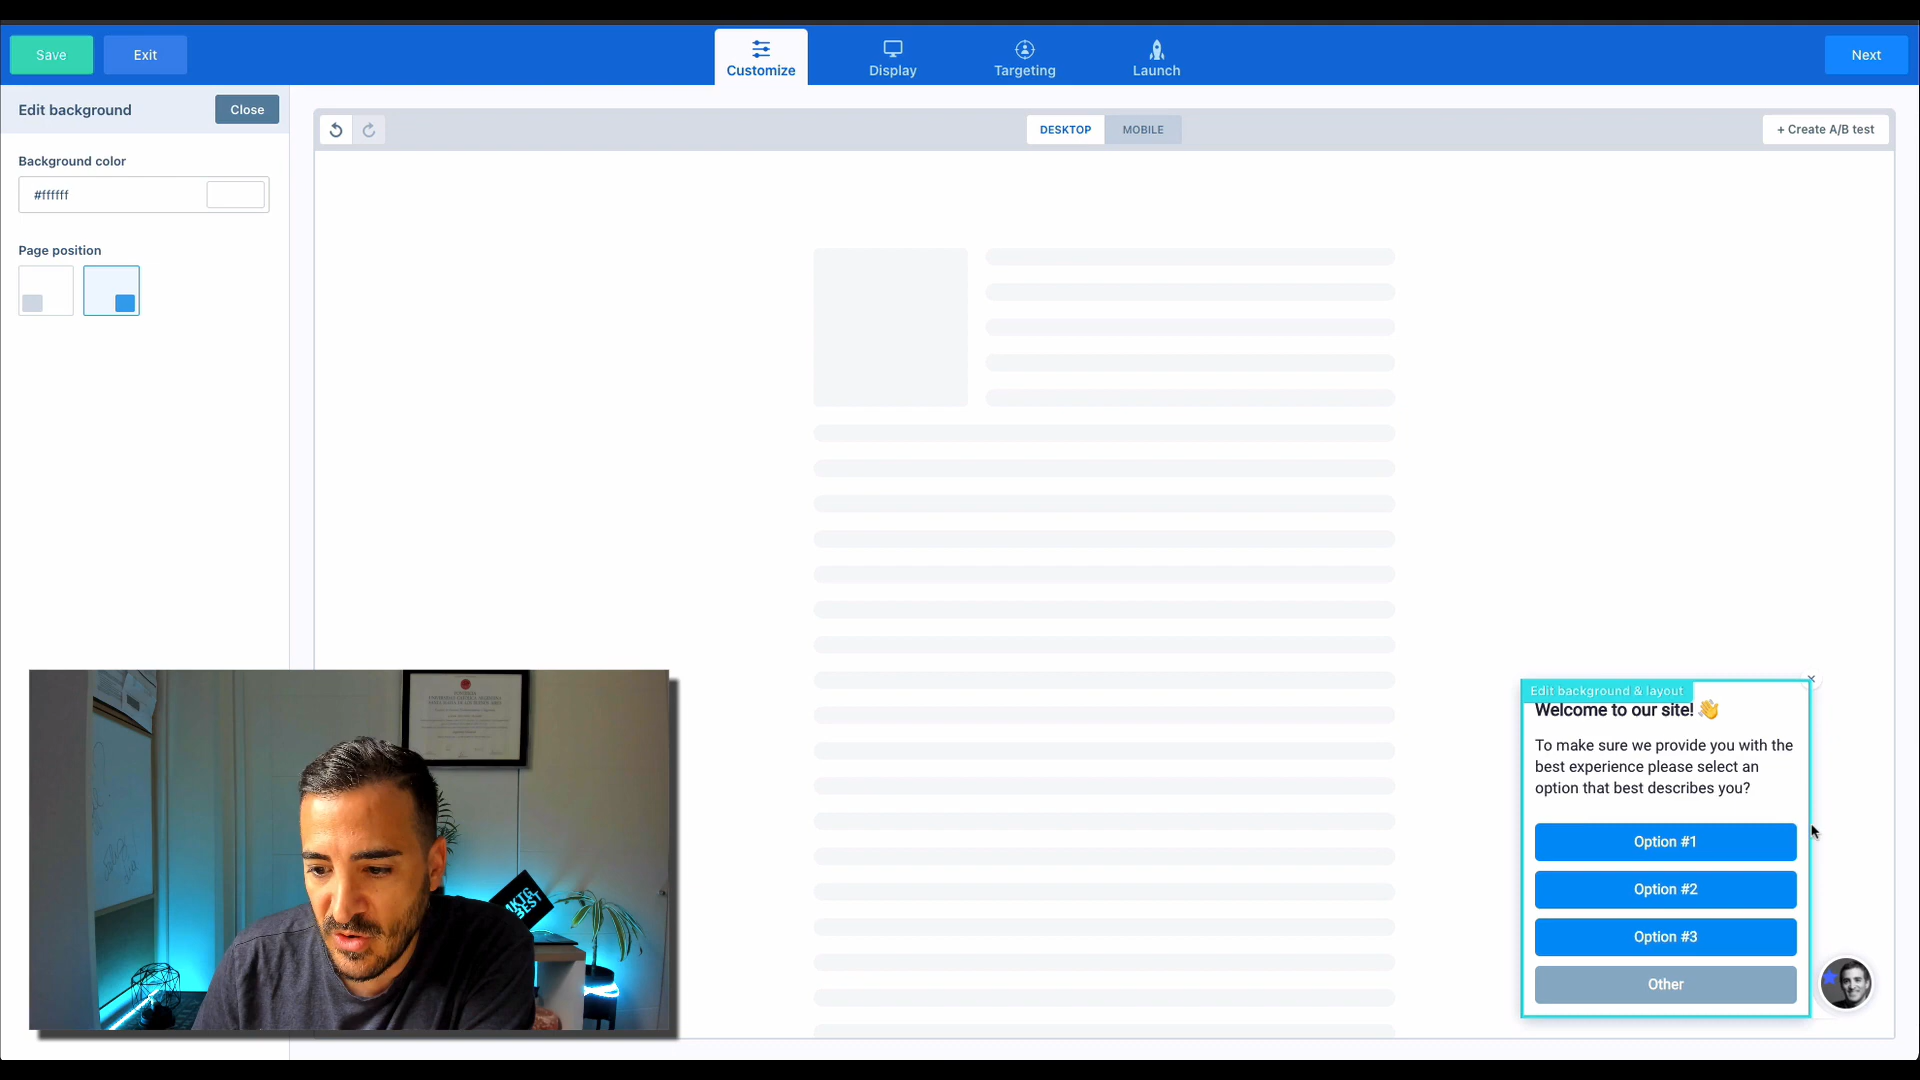 Save
Exit
Customize
Display
Targeting
Launch
Next
Edit background
Close
DESKTOP
MOBILE
+ Create A/B test
Background color
#ffffff
Page position
Edit background & layout
Welcome to our site! 👋
To make sure we provide you with the
best experience please select an
option that best describes you?
Option #1
Option #2
Option #3
Other
MKTG
BEST